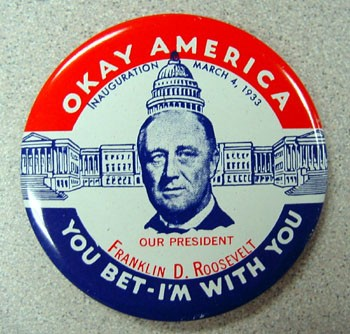 OKAY AMERICA
INAUGURATION MARCH 4, 1933
OUR PRESIDENT
FRANKLIN D. ROOSEVELT
YOU BET-I'M WITH YOU